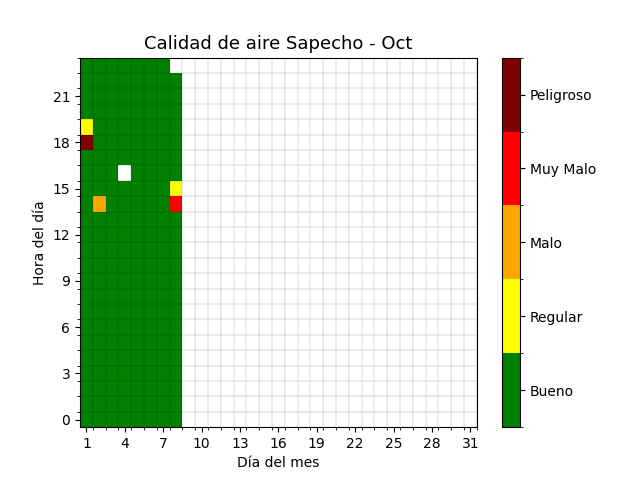 Calidad de aire Sapecho - Oct
Hora del día
21
18
15
12
9
6
3
0
1 4 7 10 13 16 19 22 25 28 31
Día del mes
Peligroso
Muy Malo
Malo
Regular
Bueno